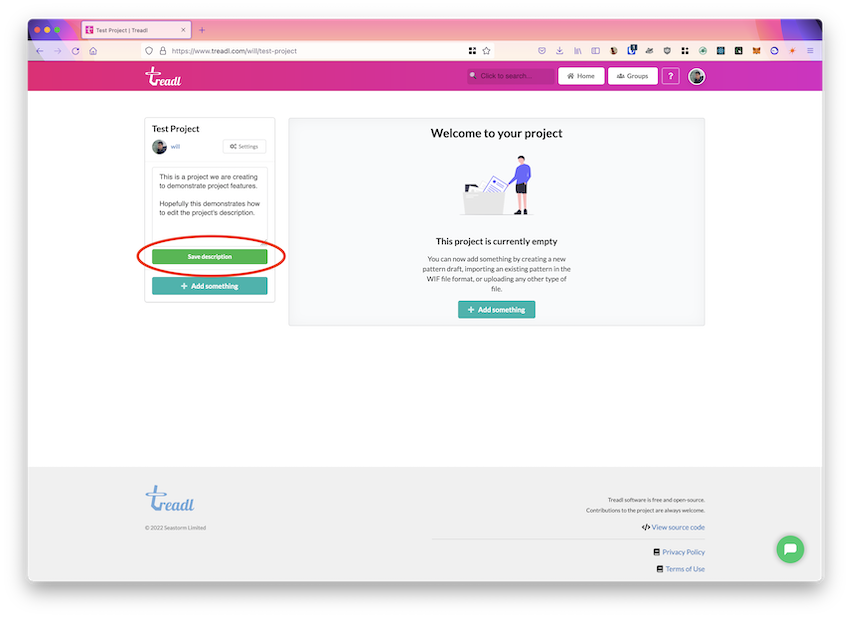 Test Project | Treadl
https://www.treadl.com/will/test-project
treadl
Click to search...
Home
Groups
?
Test Project
will
Settings
This is a project we are creating
to demonstrate project features.
Hopefully this demonstrates how
to edit the project's description.
Save description
Add something
Welcome to your project
This project is currently empty
You can now add something by creating a new
pattern draft, importing an existing pattern in the
WIF file format, or uploading any other type of
file.
Add something
treadl
© 2022 Seastorm Limited
Treadl software is free and open-source.
Contributions to the project are always welcome.
View source code
Privacy Policy
Terms of Use